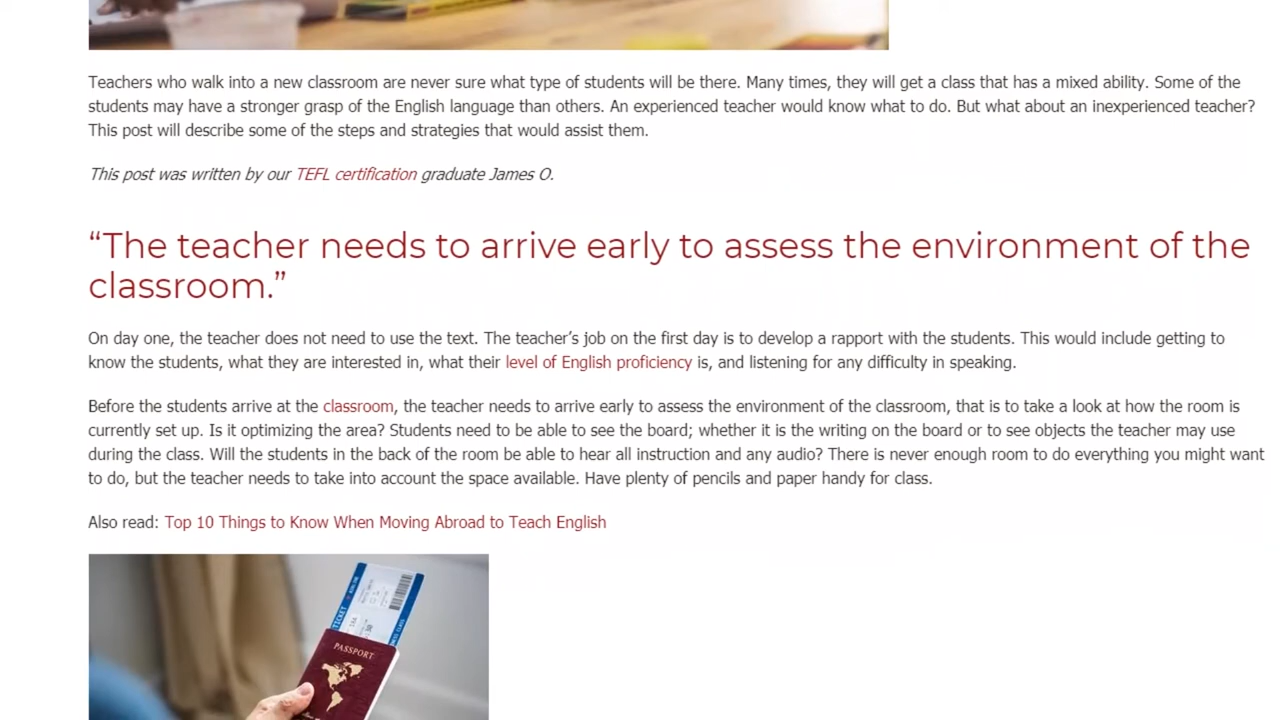 Teachers who walk into a new classroom are never sure what type of students will be there. Many times, they will get a class that has a mixed ability. Some of the
students may have a stronger grasp of the English language than others. An experienced teacher would know what to do. But what about an inexperienced teacher?
This post will describe some of the steps and strategies that would assist them.
This post was written by our TEFL certification graduate James O.
“The teacher needs to arrive early to assess the environment of the
classroom.”
On day one, the teacher does not need to use the text. The teacher’s job on the first day is to develop a rapport with the students. This would include getting to
know the students, what they are interested in, what their level of English proficiency is, and listening for any difficulty in speaking.
Before the students arrive at the classroom, the teacher needs to arrive early to assess the environment of the classroom, that is to take a look at how the room is
currently set up. Is it optimizing the area? Students need to be able to see the board; whether it is the writing on the board or to see objects the teacher may use
during the class. Will the students in the back of the room be able to hear all instruction and any audio? There is never enough room to do everything you might want
to do, but the teacher needs to take into account the space available. Have plenty of pencils and paper handy for class.
Also read: Top 10 Things to Know When Moving Abroad to Teach English
TICKET
PASSPORT